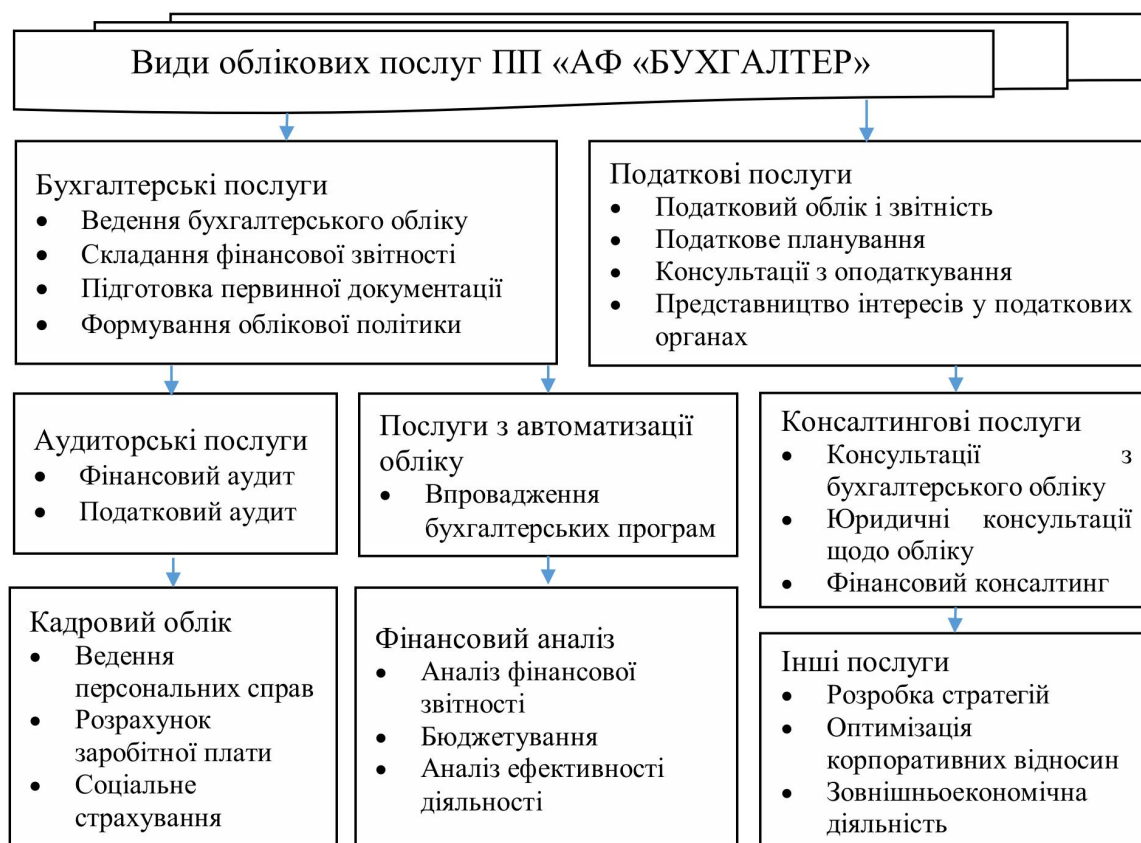 Види облікових послуг ПП «АФ «БУХГАЛТЕР»
Бухгалтерські послуги
• Ведення бухгалтерського обліку
• Складання фінансової звітності
• Підготовка первинної документації
• Формування облікової політики
Податкові послуги
• Податковий облік і звітність
• Податкове планування
• Консультації з оподаткування
• Представництво інтересів у податкових
органах
Аудиторські послуги
• Фінансовий аудит
• Податковий аудит
Послуги з автоматизації
обліку
• Впровадження
бухгалтерських програм
Консалтингові послуги
• Консультації з
бухгалтерського обліку
• Юридичні консультації
щодо обліку
• Фінансовий консалтинг
Кадровий облік
• Ведення
персональних справ
• Розрахунок
заробітної плати
• Соціальне
страхування
Фінансовий аналіз
• Аналіз фінансової
звітності
• Бюджетування
• Аналіз ефективності
діяльності
Інші послуги
• Розробка стратегій
• Оптимізація
корпоративних відносин
• Зовнішньоекономічна
діяльність